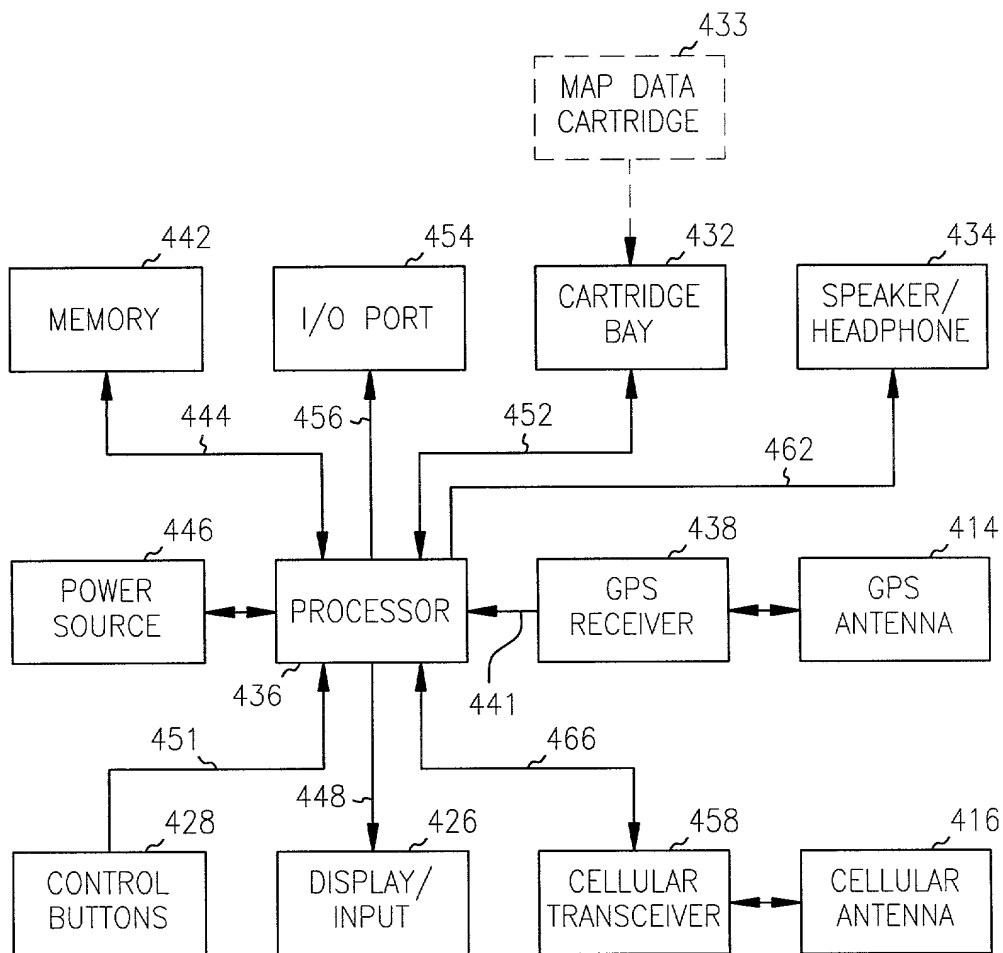 433
MAP DATA
CARTRIDGE
442
MEMORY
454
I/O PORT
432
CARTRIDGE
BAY
434
SPEAKER/
HEADPHONE
444
456
452
462
446
POWER
SOURCE
PROCESSOR
436
438
GPS
RECEIVER
441
414
GPS
ANTENNA
451
448
466
428
CONTROL
BUTTONS
426
DISPLAY/
INPUT
458
CELLULAR
TRANSCEIVER
416
CELLULAR
ANTENNA